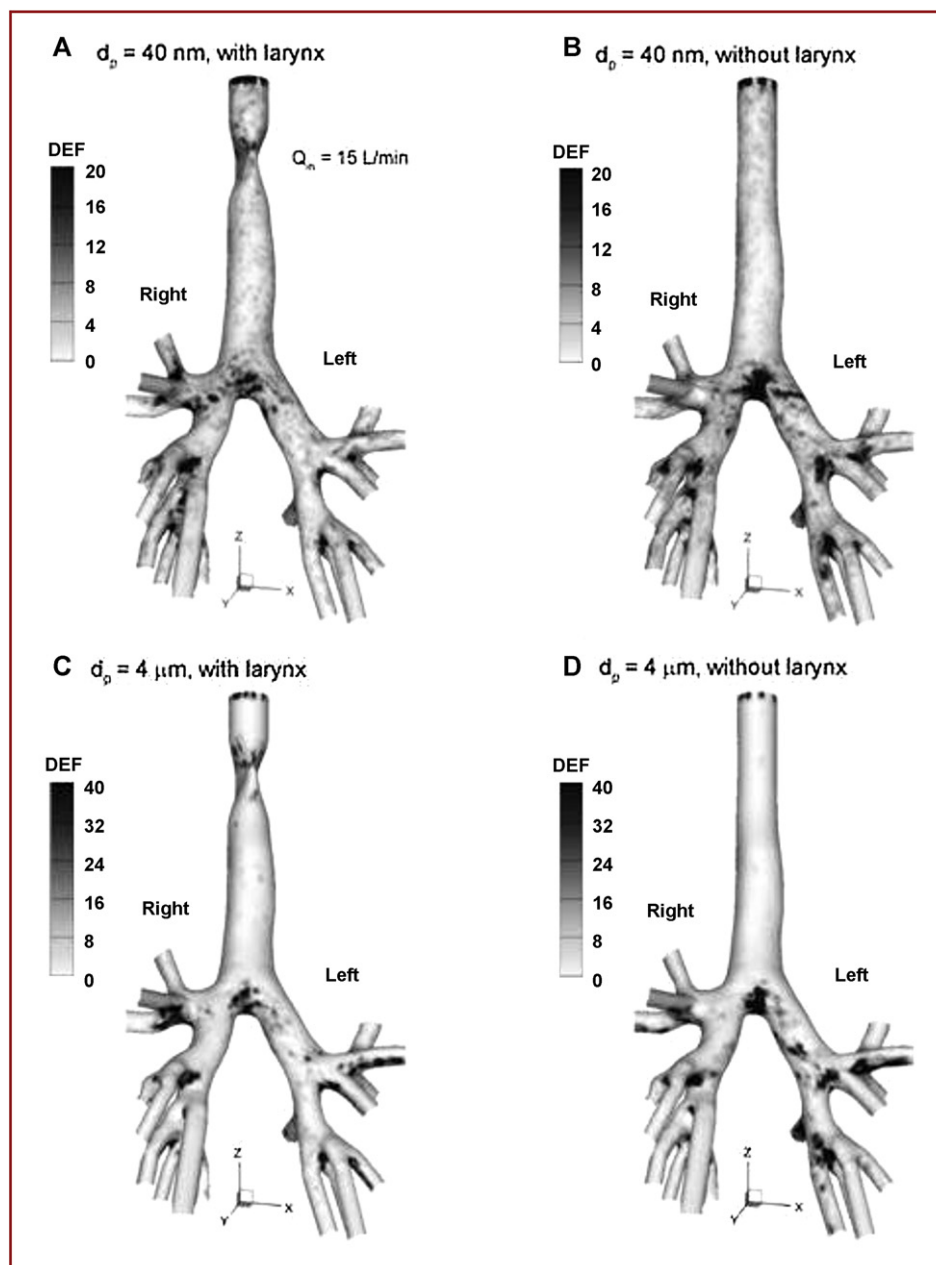 A d_p = 40 nm, with larynx
DEF
20
16
12
8
4
0
Q_in = 15 L/min
Right
Left
Z
X
Y
B d_p = 40 nm, without larynx
DEF
20
16
12
8
4
0
Right
Left
Z
X
Y
C d_p = 4 μm, with larynx
DEF
40
32
24
16
8
0
Right
Left
Z
X
Y
D d_p = 4 μm, without larynx
DEF
40
32
24
16
8
0
Right
Left
Z
X
Y